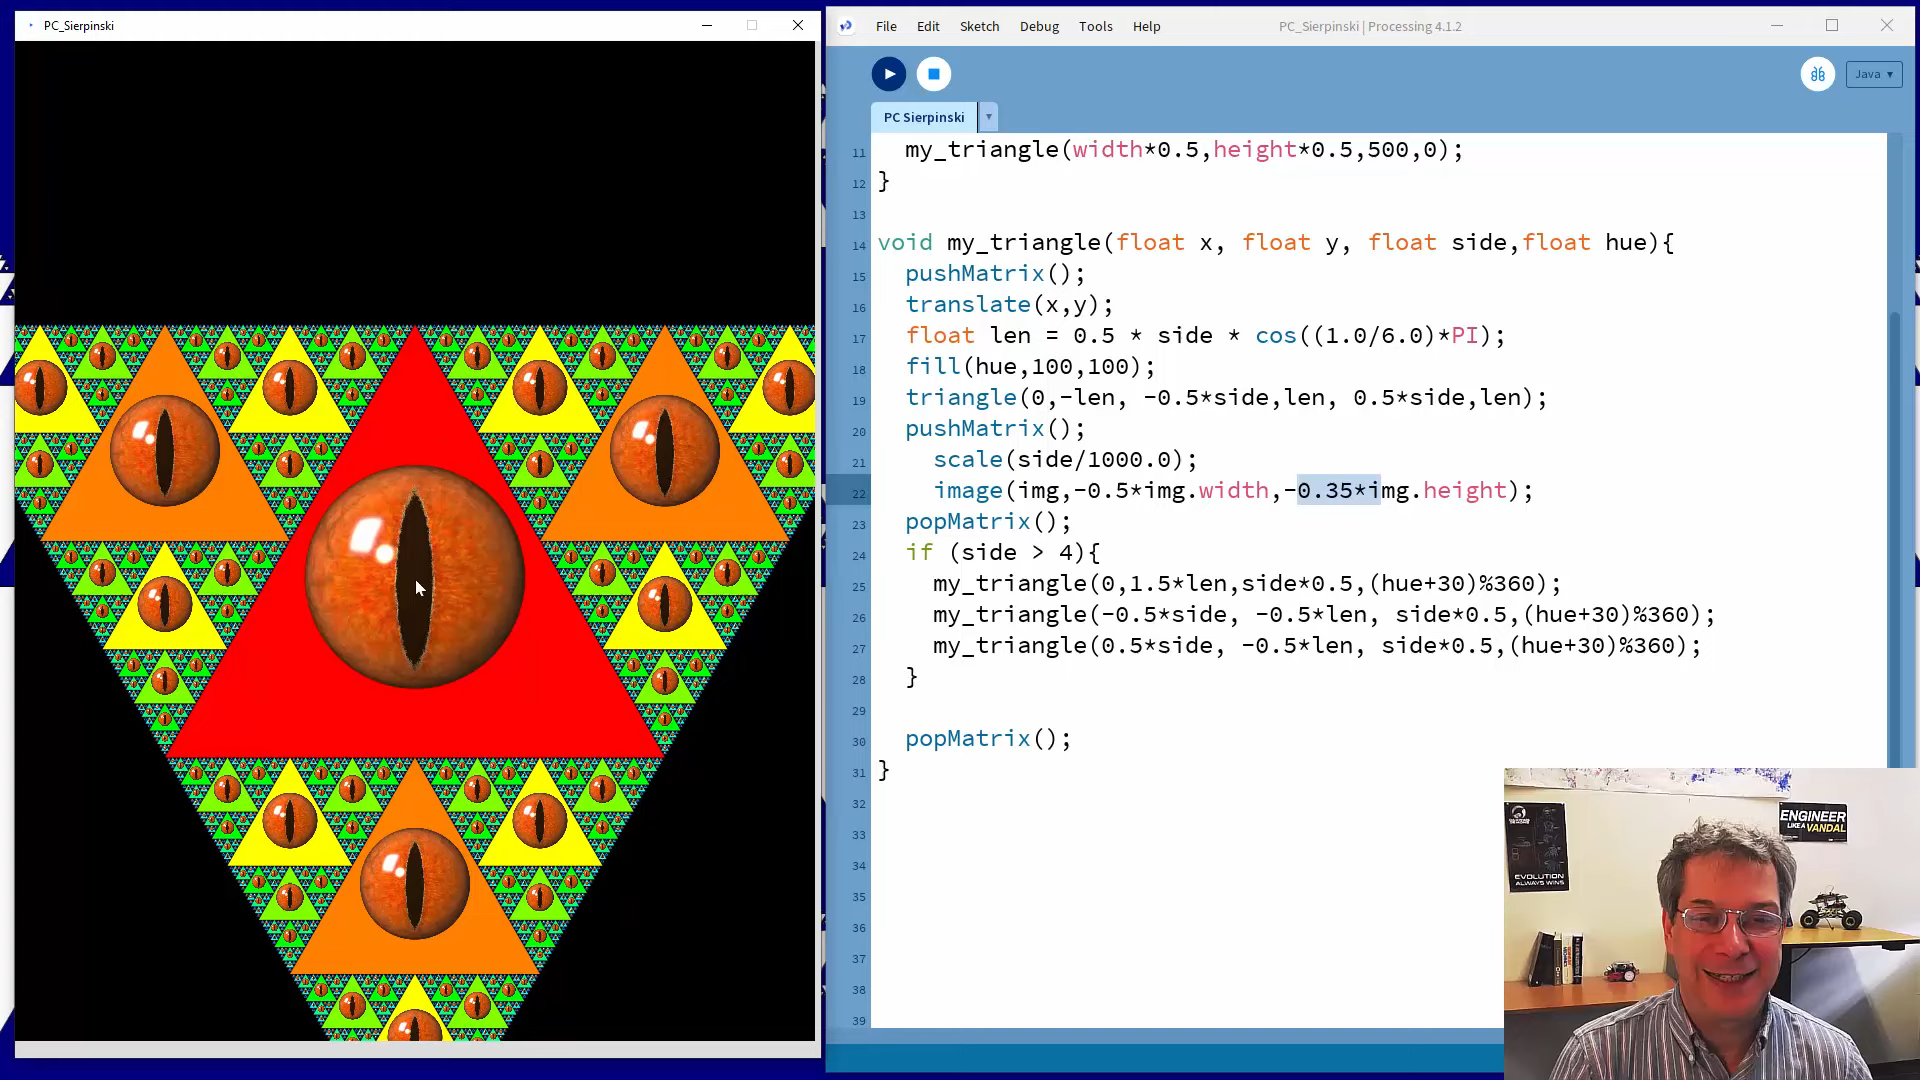 PC_Sierpinski
File Edit Sketch Debug Tools Help
PC_Sierpinski | Processing 4.1.2
Java ▾
PC Sierpinski ▾
11 my_triangle(width*0.5,height*0.5,500,0);
12 }
13
14 void my_triangle(float x, float y, float side,float hue){
15 pushMatrix();
16 translate(x,y);
17 float len = 0.5 * side * cos((1.0/6.0)*PI);
18 fill(hue,100,100);
19 triangle(0,-len, -0.5*side,len, 0.5*side,len);
20 pushMatrix();
21 scale(side/1000.0);
22 image(img,-0.5*img.width,-0.35*img.height);
23 popMatrix();
24 if (side > 4){
25 my_triangle(0,1.5*len,side*0.5,(hue+30)%360);
26 my_triangle(-0.5*side, -0.5*len, side*0.5,(hue+30)%360);
27 my_triangle(0.5*side, -0.5*len, side*0.5,(hue+30)%360);
28 }
29
30 popMatrix();
31 }
32
33
34
35
36
37
38
39
ENGINEER
LIKE A VANDAL
EVOLUTION
ALWAYS WINS